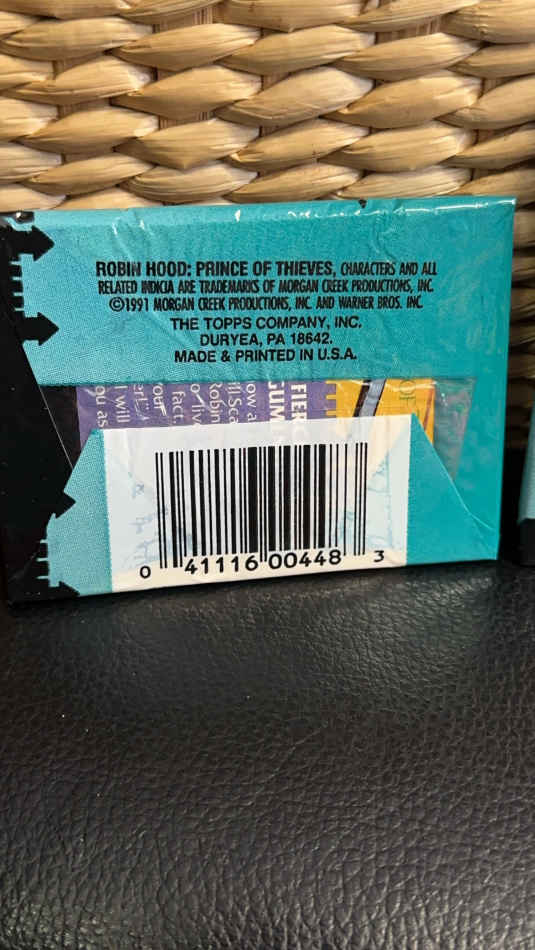 ROBIN HOOD: PRINCE OF THIEVES, CHARACTERS AND ALL
RELATED INDICIA ARE TRADEMARKS OF MORGAN CREEK PRODUCTIONS, INC.
©1991 MORGAN CREEK PRODUCTIONS, INC. AND WARNER BROS. INC.
THE TOPPS COMPANY, INC.
DURYEA, PA 18642.
MADE & PRINTED IN U.S.A.
0 41116 00448 3